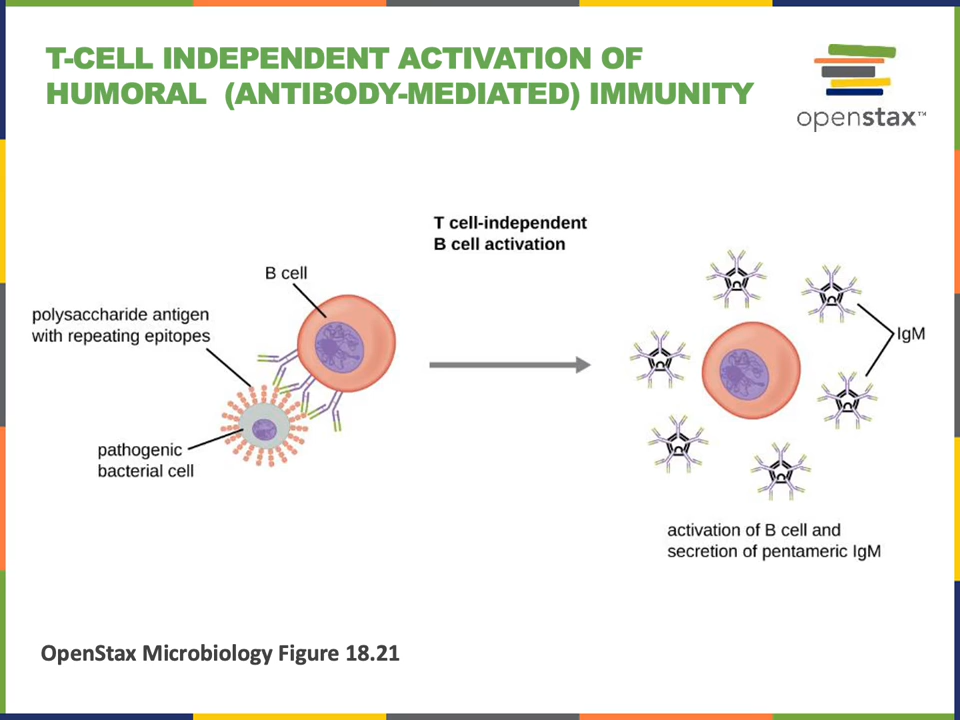 T-CELL INDEPENDENT ACTIVATION OF
HUMORAL (ANTIBODY-MEDIATED) IMMUNITY
openstax™
T cell-independent
B cell activation
B cell
polysaccharide antigen
with repeating epitopes
IgM
pathogenic
bacterial cell
activation of B cell and
secretion of pentameric IgM
OpenStax Microbiology Figure 18.21